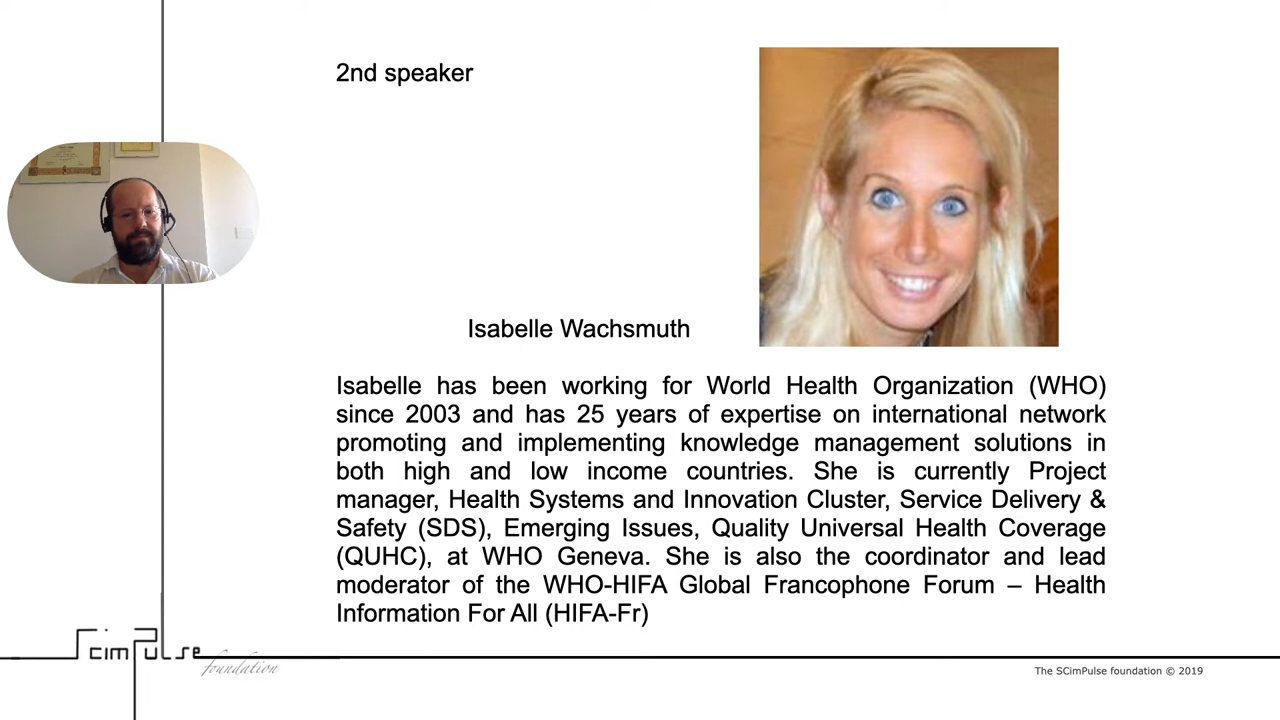 2nd speaker
Isabelle Wachsmuth
Isabelle has been working for World Health Organization (WHO)
since 2003 and has 25 years of expertise on international network
promoting and implementing knowledge management solutions in
both high and low income countries. She is currently Project
manager, Health Systems and Innovation Cluster, Service Delivery &
Safety (SDS), Emerging Issues, Quality Universal Health Coverage
(QUHC), at WHO Geneva. She is also the coordinator and lead
moderator of the WHO-HIFA Global Francophone Forum – Health
Information For All (HIFA-Fr)
ScimPulse
foundation
The SCimPulse foundation © 2019